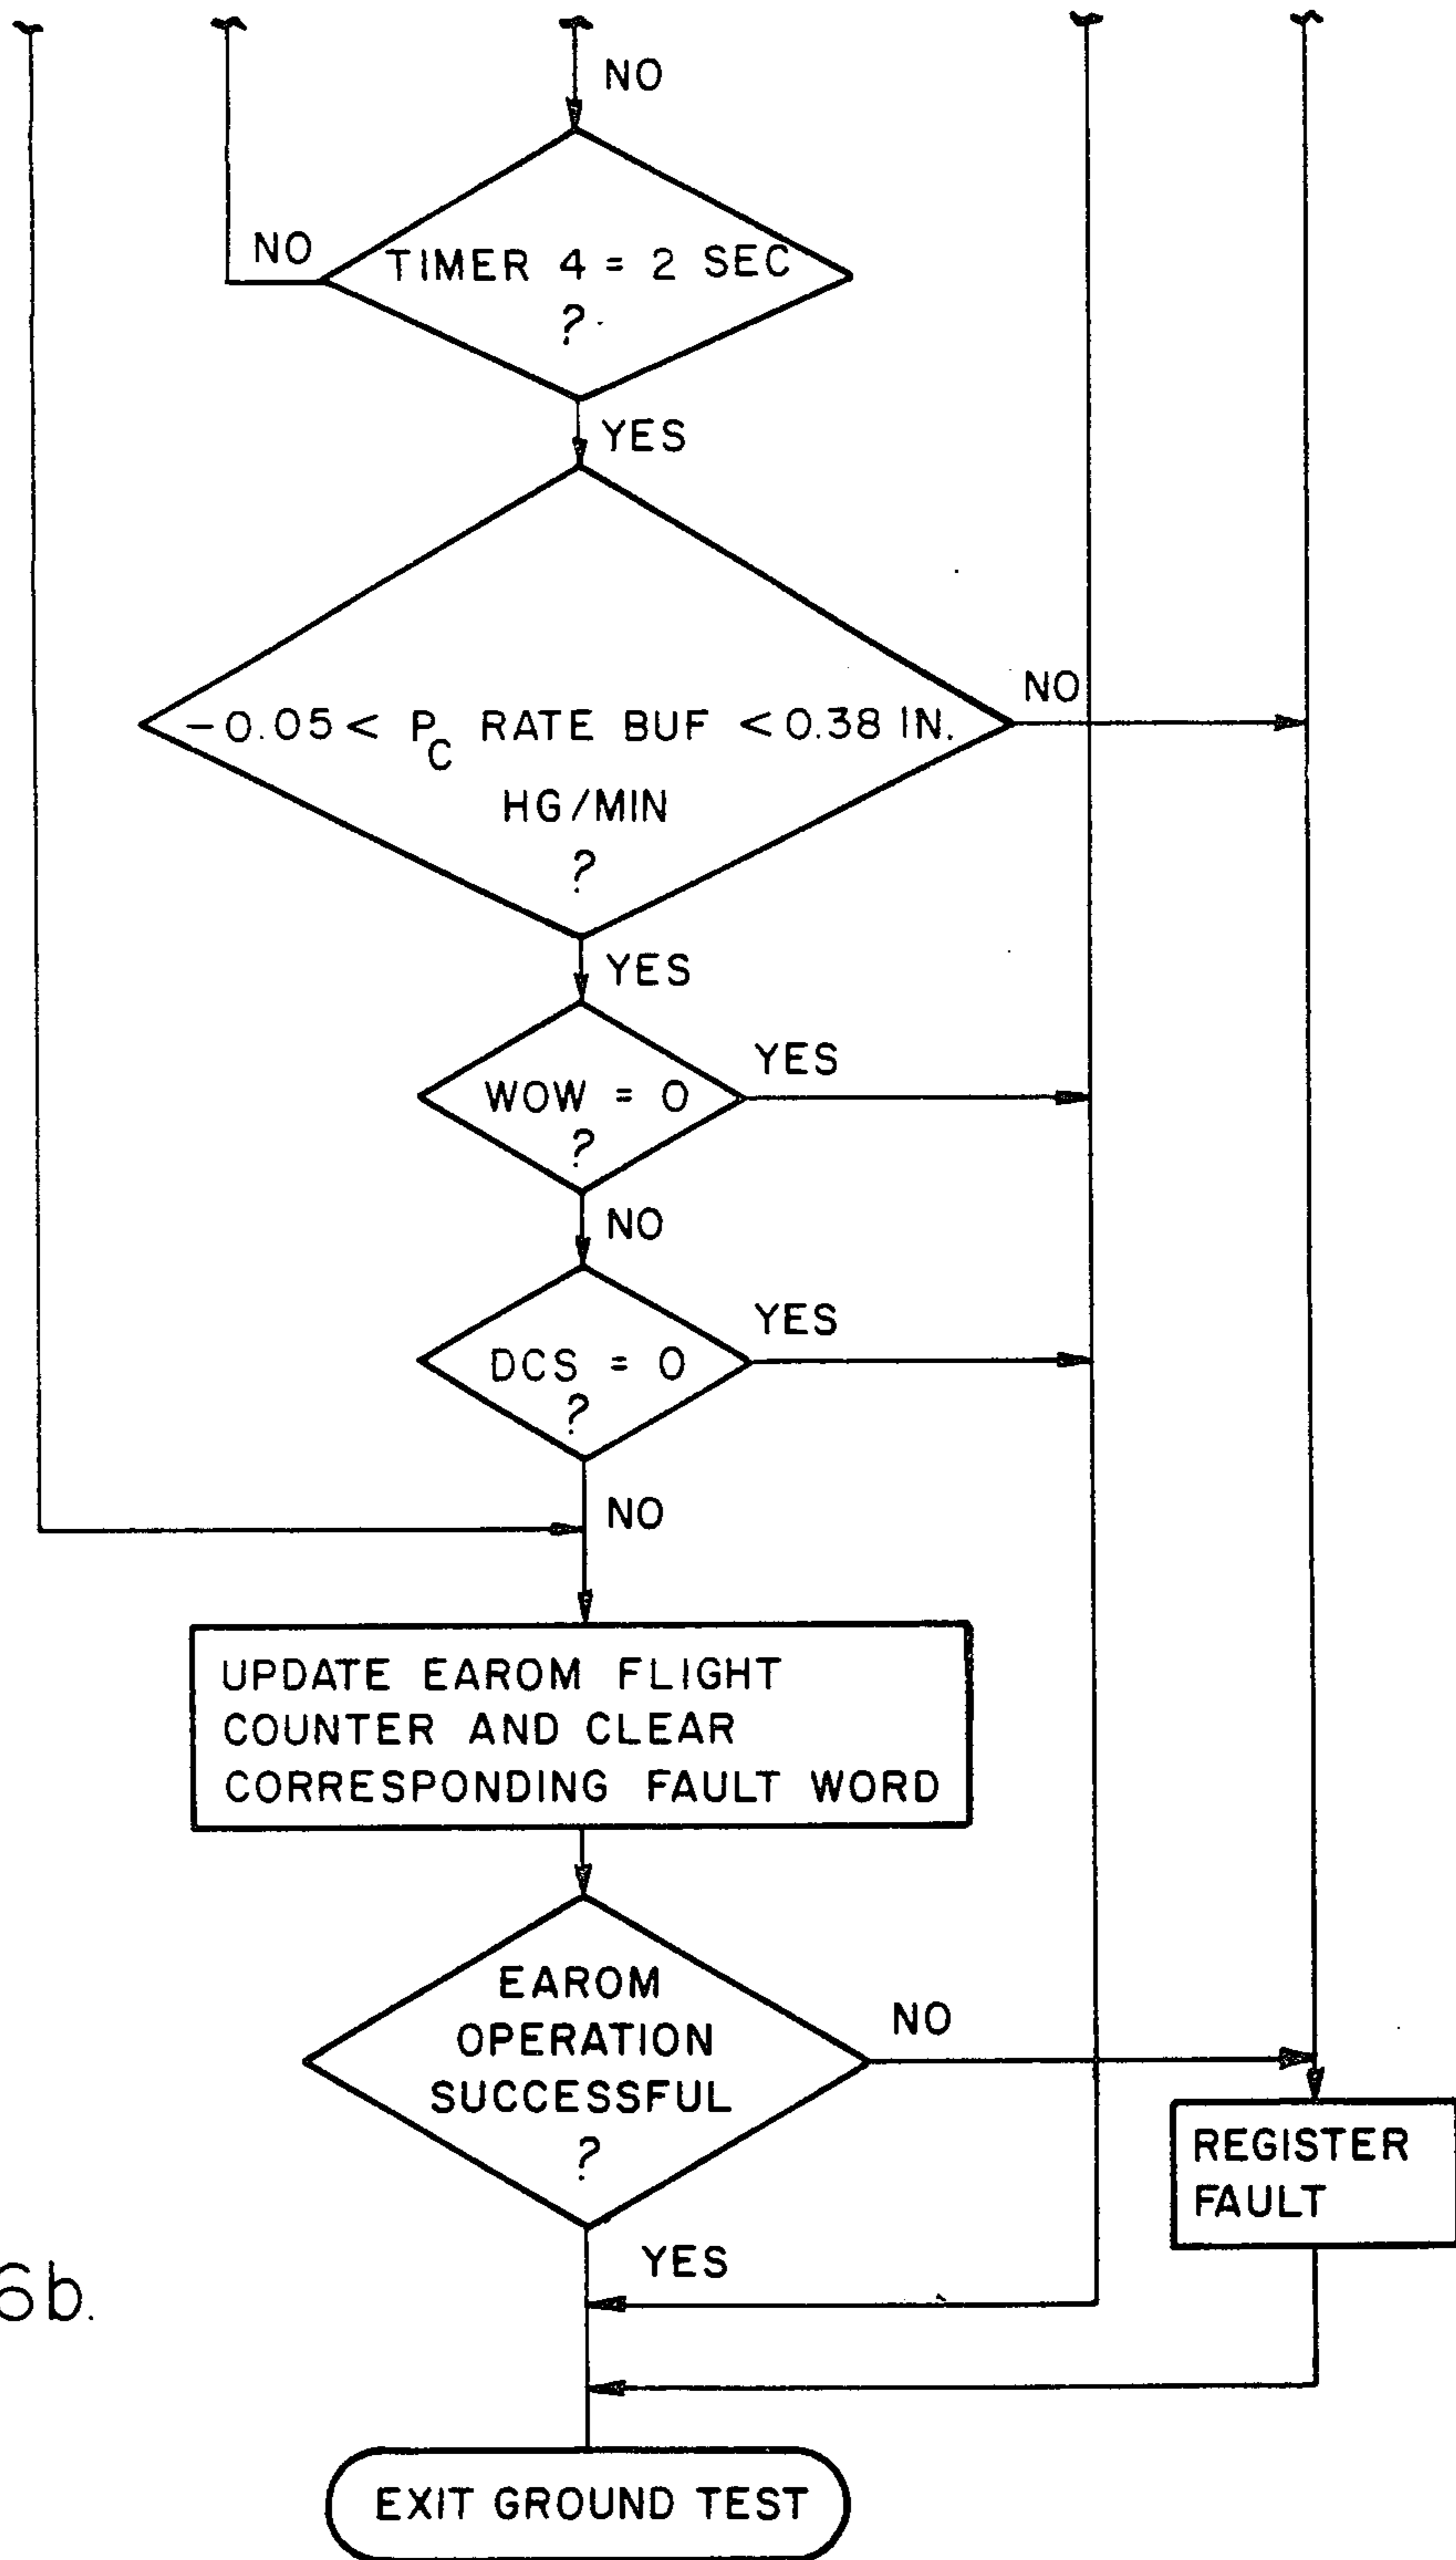 NO
NO
TIMER 4 = 2 SEC
?
YES
NO
-0.05 < PC RATE BUF < 0.38 IN.
HG/MIN
?
YES
YES
WOW = 0
?
NO
YES
DCS = 0
?
NO
UPDATE EAROM FLIGHT
COUNTER AND CLEAR
CORRESPONDING FAULT WORD
EAROM
OPERATION
SUCCESSFUL
?
NO
REGISTER
FAULT
YES
6b.
EXIT GROUND TEST